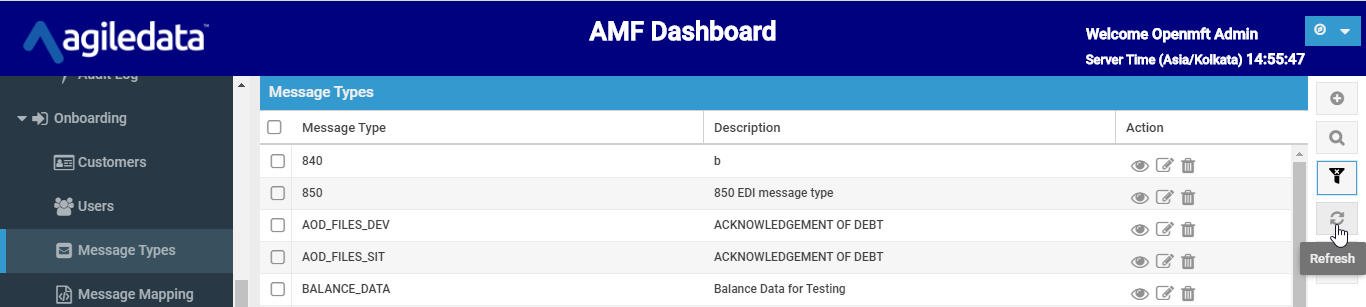 agiledata™
AMF Dashboard
Welcome Openmft Admin
Server Time (Asia/Kolkata) 14:55:47
Audit Log
Onboarding
Customers
Users
Message Types
Message Mapping
Message Types
Message Type Description Action
840 b
850 850 EDI message type
AOD_FILES_DEV ACKNOWLEDGEMENT OF DEBT
AOD_FILES_SIT ACKNOWLEDGEMENT OF DEBT
BALANCE_DATA Balance Data for Testing
Refresh